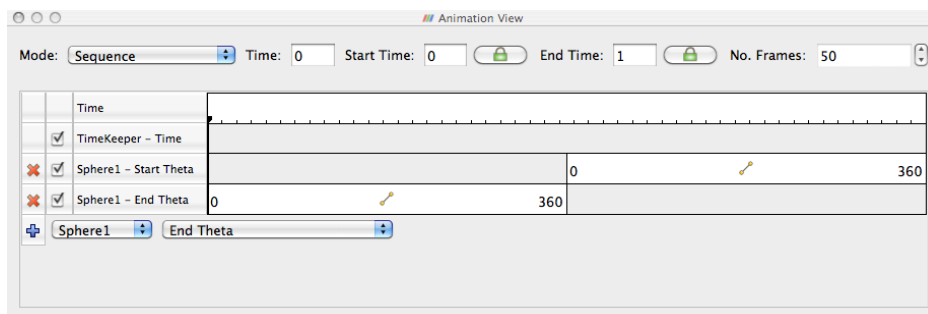 Animation View
Mode: Sequence Time: 0 Start Time: 0 End Time: 1 No. Frames: 50
Time
TimeKeeper – Time
Sphere1 – Start Theta 0 360
Sphere1 – End Theta 0 360
Sphere1 End Theta